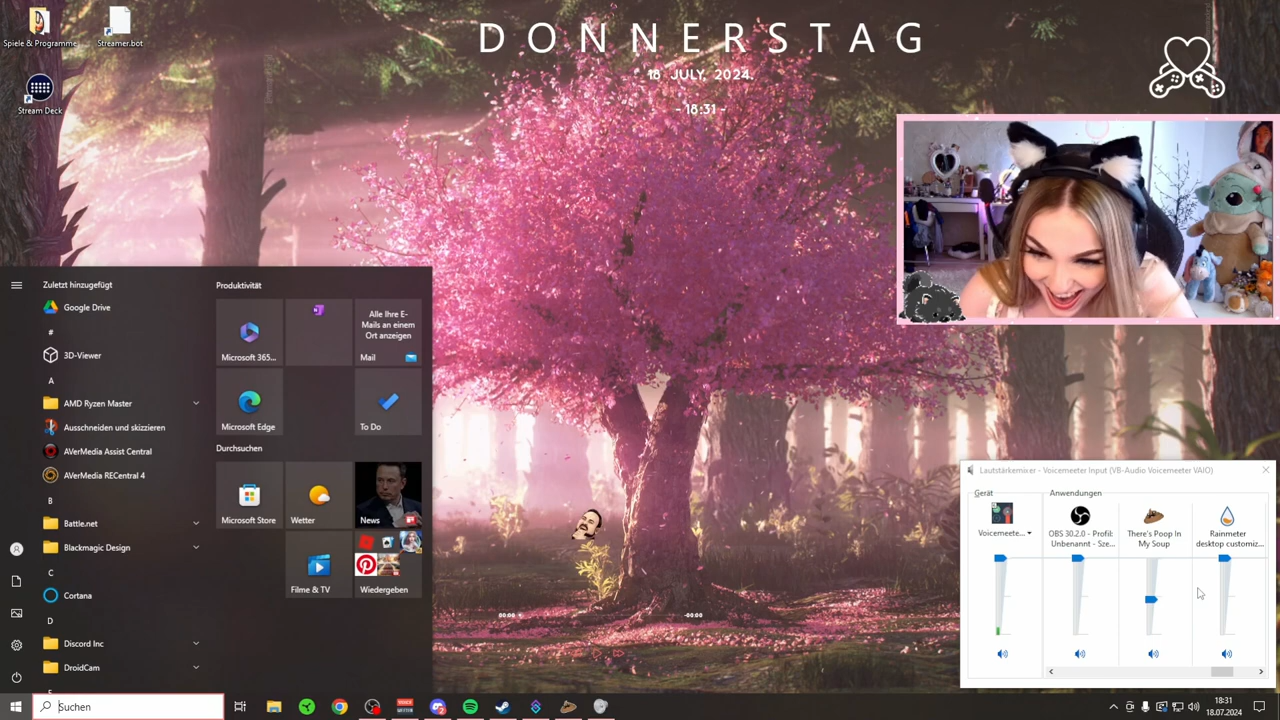 Spiele & Programme
Streamer.bot
Stream Deck
DONNERSTAG
18 JULY, 2024.
- 18:31 -
Zuletzt hinzugefügt
Google Drive
#
3D-Viewer
A
AMD Ryzen Master
Ausschneiden und skizzieren
AVerMedia Assist Central
AVerMedia RECentral 4
B
Battle.net
Blackmagic Design
C
Cortana
D
Discord Inc
DroidCam
Produktivität
Microsoft 365...
Alle Ihre E-
Mails an einem
Ort anzeigen
Mail
Microsoft Edge
To Do
Durchsuchen
Microsoft Store
Wetter
News
Filme & TV
Wiedergeben
00:00
-00:00
Lautstärkemixer - Voicemeeter Input (VB-Audio Voicemeeter VAIO)
Gerät
Anwendungen
Voicemeete...
OBS 30.2.0 - Profil:
Unbenannt - Sze...
There's Poop In
My Soup
Rainmeter
desktop customiz...
Suchen
18:31
18.07.2024